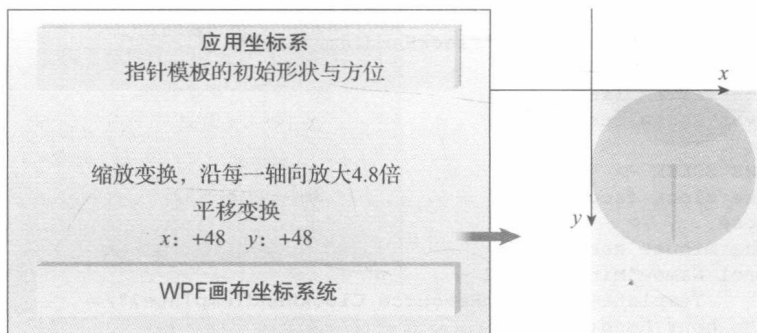 应用坐标系
指针模板的初始形状与方位
缩放变换，沿每一轴向放大4.8倍
平移变换
x: +48 y: +48
WPF画布坐标系统
x
y